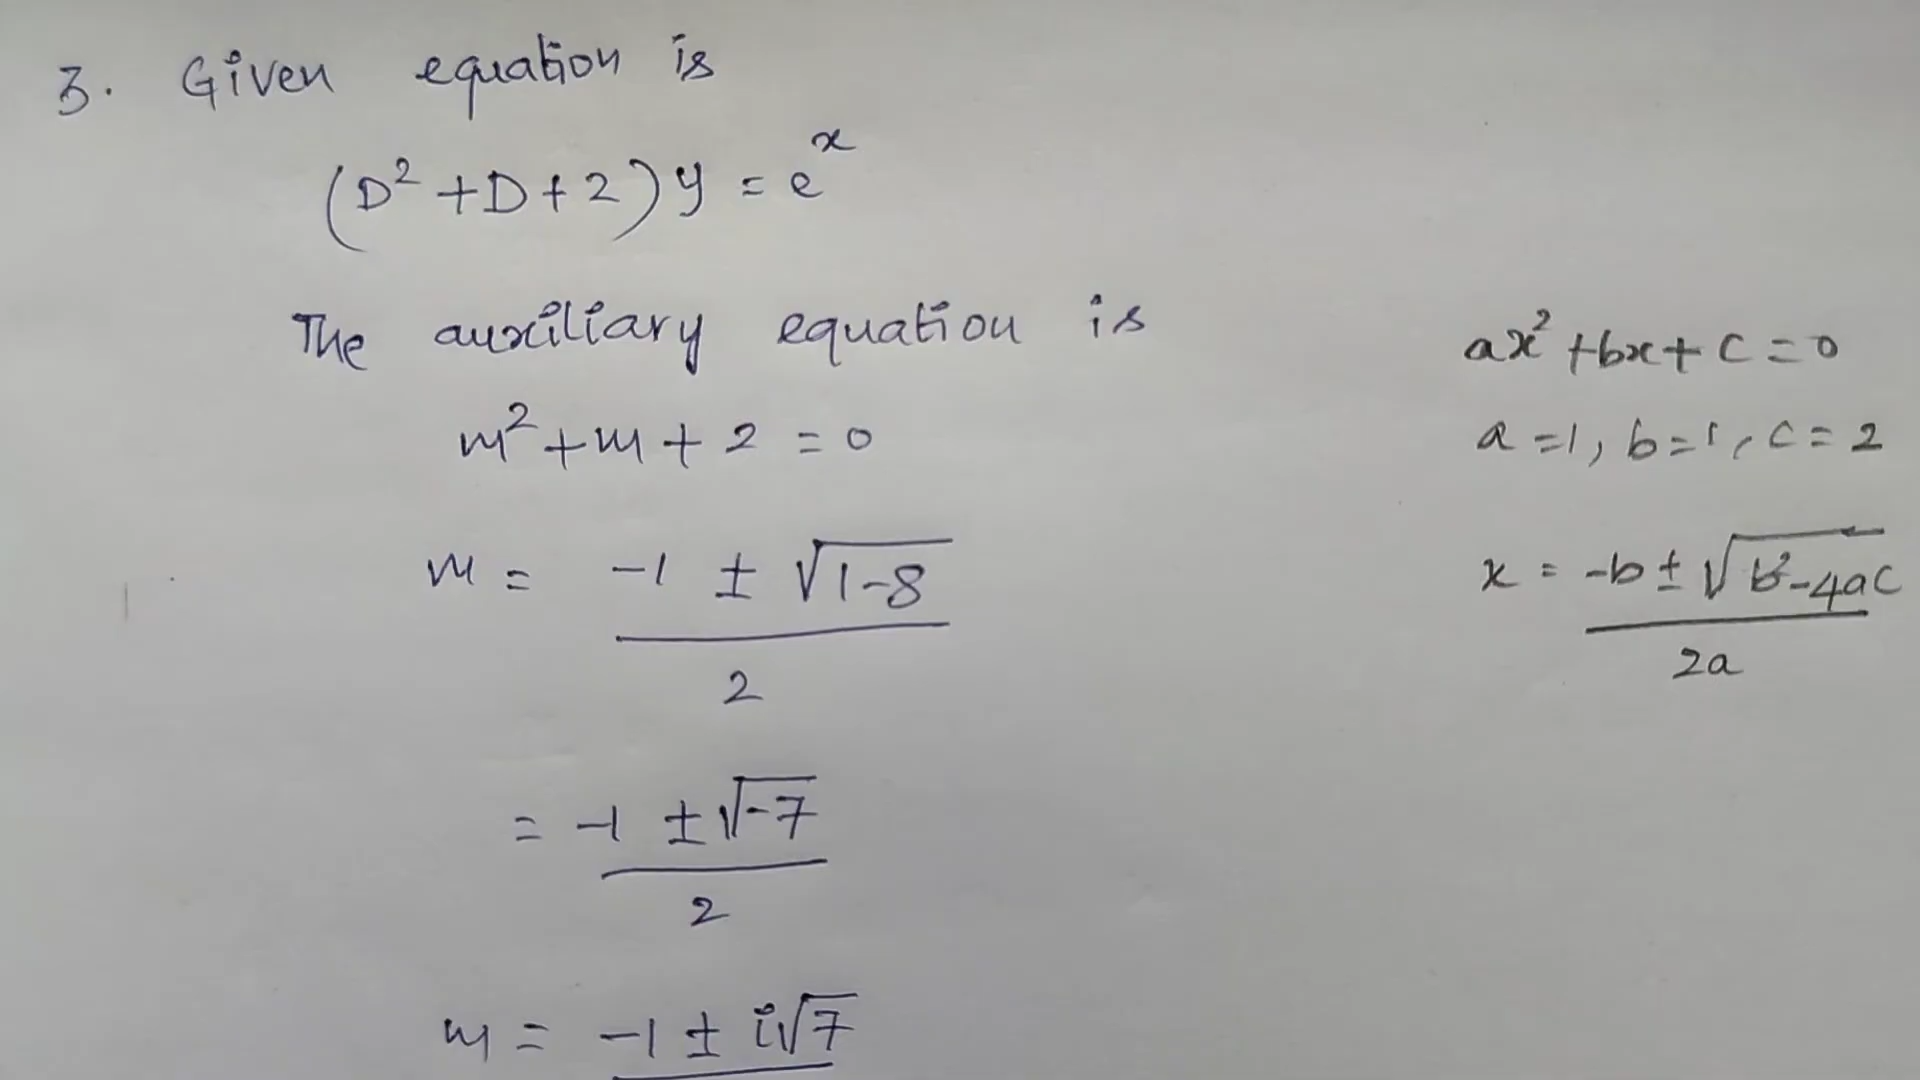 3. Given equation is
(D² + D + 2) y = eˣ
The auxiliary equation is
m² + m + 2 = 0
m = -1 ± √1-8
2
= -1 ± √-7
2
m = -1 ± i√7
ax² + bx + c = 0
a = 1, b = 1, c = 2
x = -b ± √b²-4ac
2a